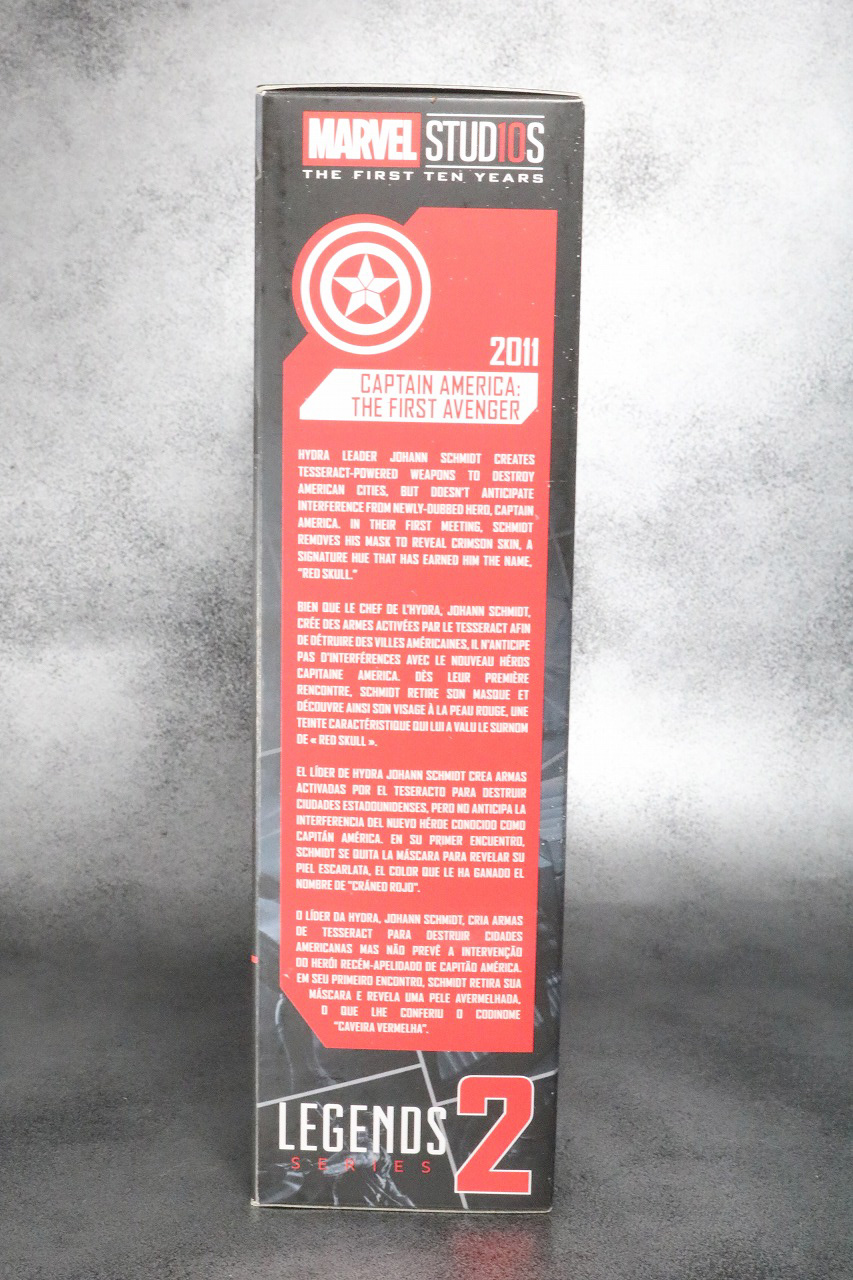 MARVEL STUD10S
THE FIRST TEN YEARS
2011
CAPTAIN AMERICA:
THE FIRST AVENGER
HYDRA LEADER JOHANN SCHMIDT CREATES
TESSERACT-POWERED WEAPONS TO DESTROY
AMERICAN CITIES, BUT DOESN'T ANTICIPATE
INTERFERENCE FROM NEWLY-DUBBED HERO, CAPTAIN
AMERICA. IN THEIR FIRST MEETING, SCHMIDT
REMOVES HIS MASK TO REVEAL CRIMSON SKIN, A
SIGNATURE HUE THAT HAS EARNED HIM THE NAME,
"RED SKULL."
BIEN QUE LE CHEF DE L'HYDRA, JOHANN SCHMIDT,
CRÉE DES ARMES ACTIVÉES PAR LE TESSERACT AFIN
DE DÉTRUIRE DES VILLES AMÉRICAINES, IL N'ANTICIPE
PAS D'INTERFÉRENCES AVEC LE NOUVEAU HÉROS
CAPITAINE AMERICA. DÈS LEUR PREMIÈRE
RENCONTRE, SCHMIDT RETIRE SON MASQUE ET
DÉCOUVRE AINSI SON VISAGE À LA PEAU ROUGE, UNE
TEINTE CARACTÉRISTIQUE QUI LUI A VALU LE SURNOM
DE « RED SKULL ».
EL LÍDER DE HYDRA JOHANN SCHMIDT CREA ARMAS
ACTIVADAS POR EL TESERACTO PARA DESTRUIR
CIUDADES ESTADOUNIDENSES, PERO NO ANTICIPA LA
INTERFERENCIA DEL NUEVO HÉROE CONOCIDO COMO
CAPITÁN AMÉRICA. EN SU PRIMER ENCUENTRO,
SCHMIDT SE QUITA LA MÁSCARA PARA REVELAR SU
PIEL ESCARLATA, EL COLOR QUE LE HA GANADO EL
NOMBRE DE "CRÁNEO ROJO".
O LÍDER DA HYDRA, JOHANN SCHMIDT, CRIA ARMAS
DE TESSERACT PARA DESTRUIR CIDADES
AMERICANAS MAS NÃO PREVÊ A INTERVENÇÃO
DO HERÓI RECÉM-APELIDADO DE CAPITÃO AMÉRICA.
EM SEU PRIMEIRO ENCONTRO, SCHMIDT RETIRA SUA
MÁSCARA E REVELA UMA PELE AVERMELHADA,
O QUE LHE CONFERIU O CODINOME
"CAVEIRA VERMELHA".
LEGENDS 2
SERIES